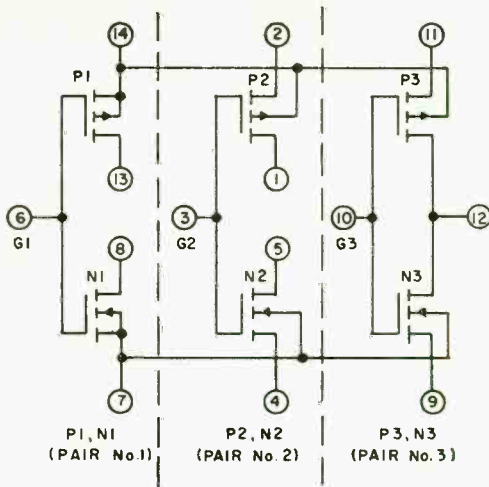 14 2 11
P1 P2 P3
13 1
6 3 10 12
G1 G2 G3
8 5
N1 N2 N3
7 4 9
P1, N1 P2, N2 P3, N3
(PAIR No.1) (PAIR No. 2) (PAIR No. 3)